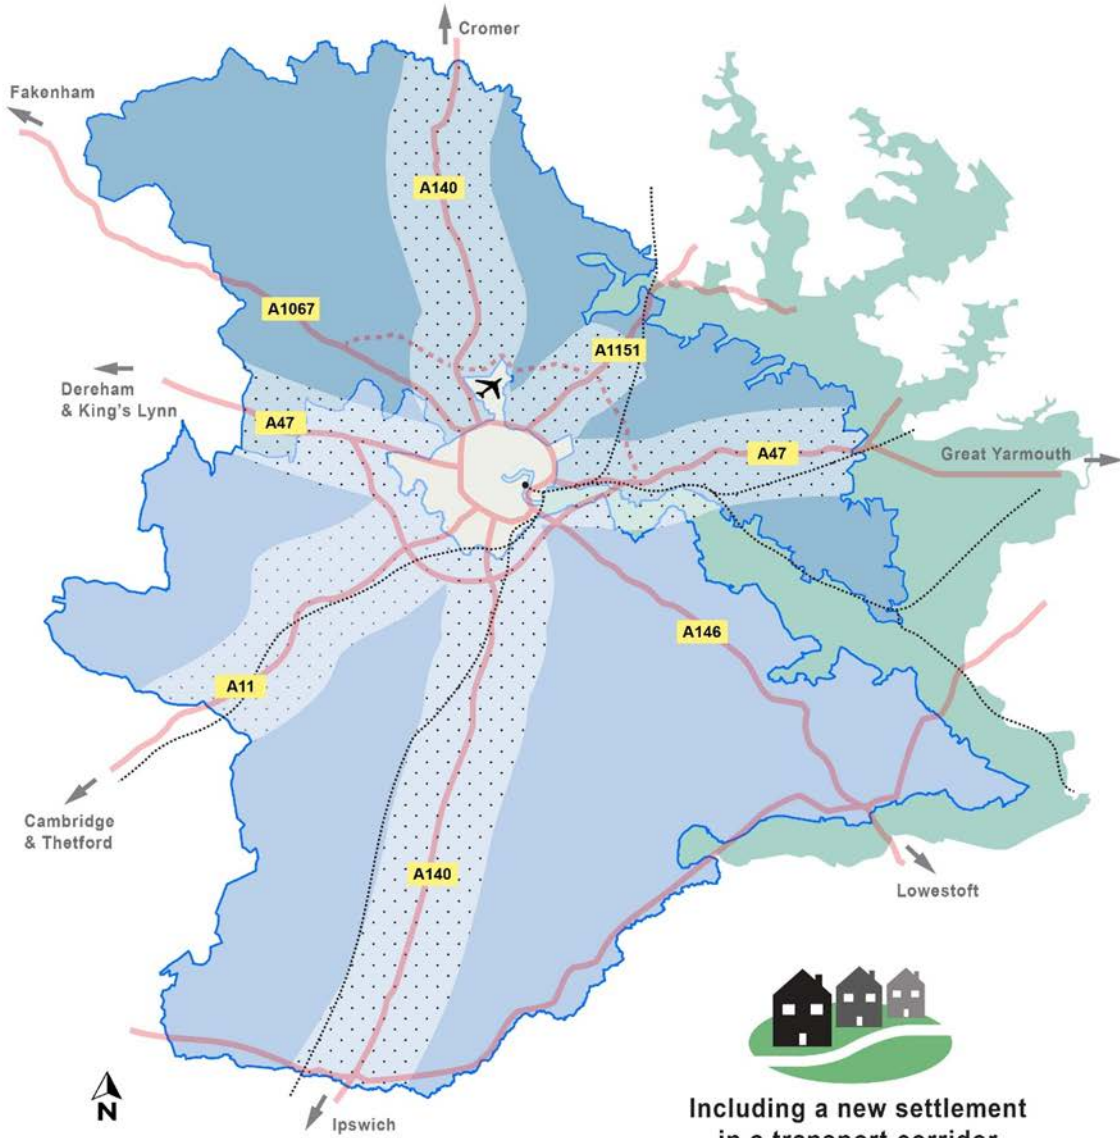 Cromer
Fakenham
A140
A1067
A1151
Dereham
& King's Lynn
A47
A47
Great Yarmouth
A146
A11
Cambridge
& Thetford
A140
Lowestoft
N
Ipswich
Including a new settlement
in a transport corridor